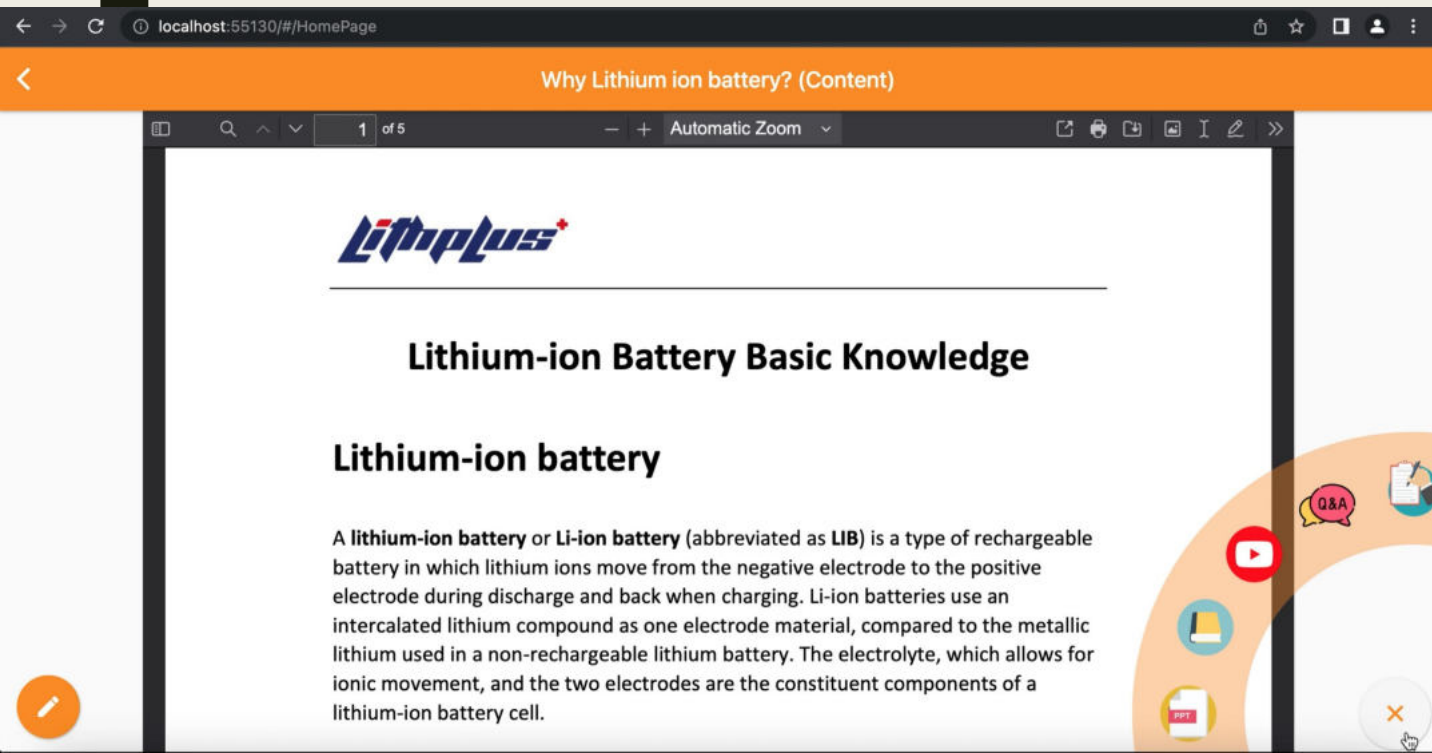 localhost:55130/#/HomePage
Why Lithium ion battery? (Content)
1 of 5
Automatic Zoom
Lithplus+
Lithium-ion Battery Basic Knowledge
Lithium-ion battery
A lithium-ion battery or Li-ion battery (abbreviated as LIB) is a type of rechargeable
battery in which lithium ions move from the negative electrode to the positive
electrode during discharge and back when charging. Li-ion batteries use an
intercalated lithium compound as one electrode material, compared to the metallic
lithium used in a non-rechargeable lithium battery. The electrolyte, which allows for
ionic movement, and the two electrodes are the constituent components of a
lithium-ion battery cell.
Q&A
PPT